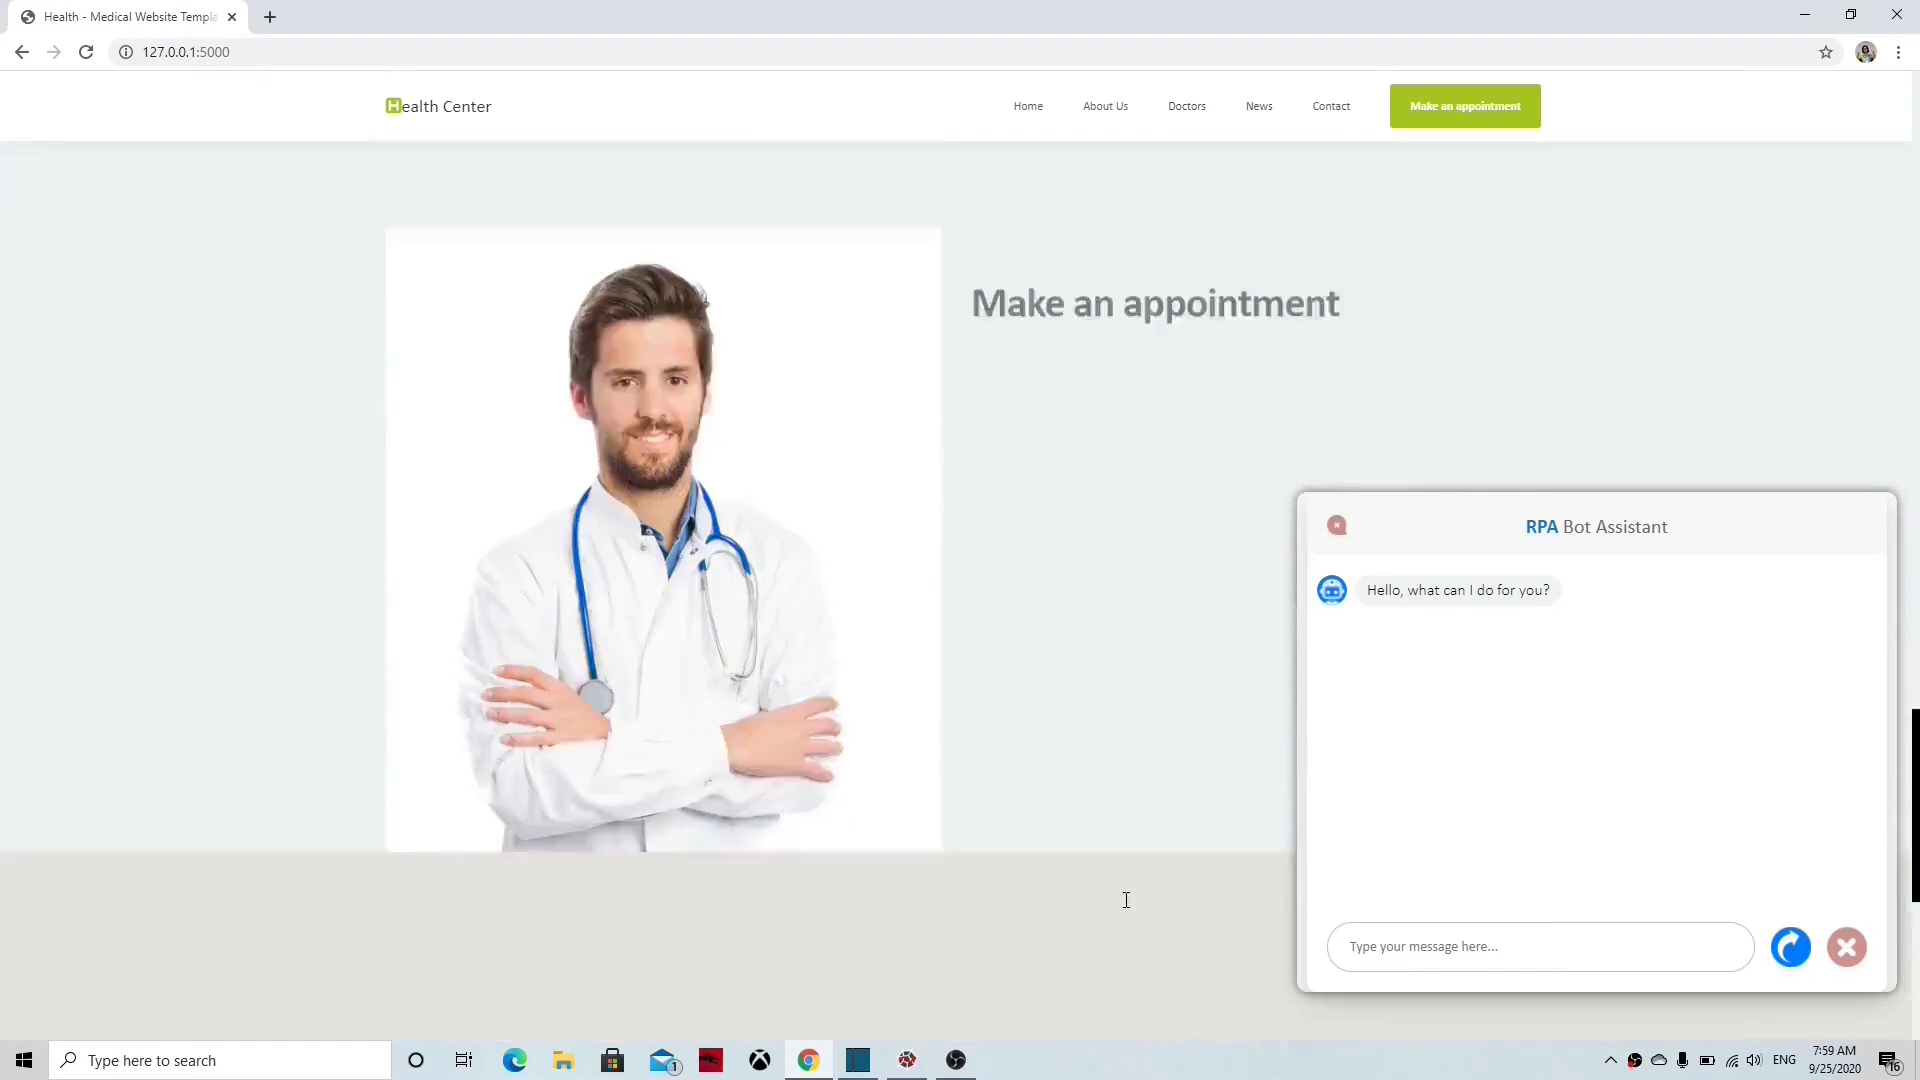 Health - Medical Website Templa
127.0.0.1:5000
Health Center
Home
About Us
Doctors
News
Contact
Make an appointment
Make an appointment
RPA Bot Assistant
Hello, what can I do for you?
Type your message here...
Type here to search
1
ENG
7:59 AM
9/25/2020
16